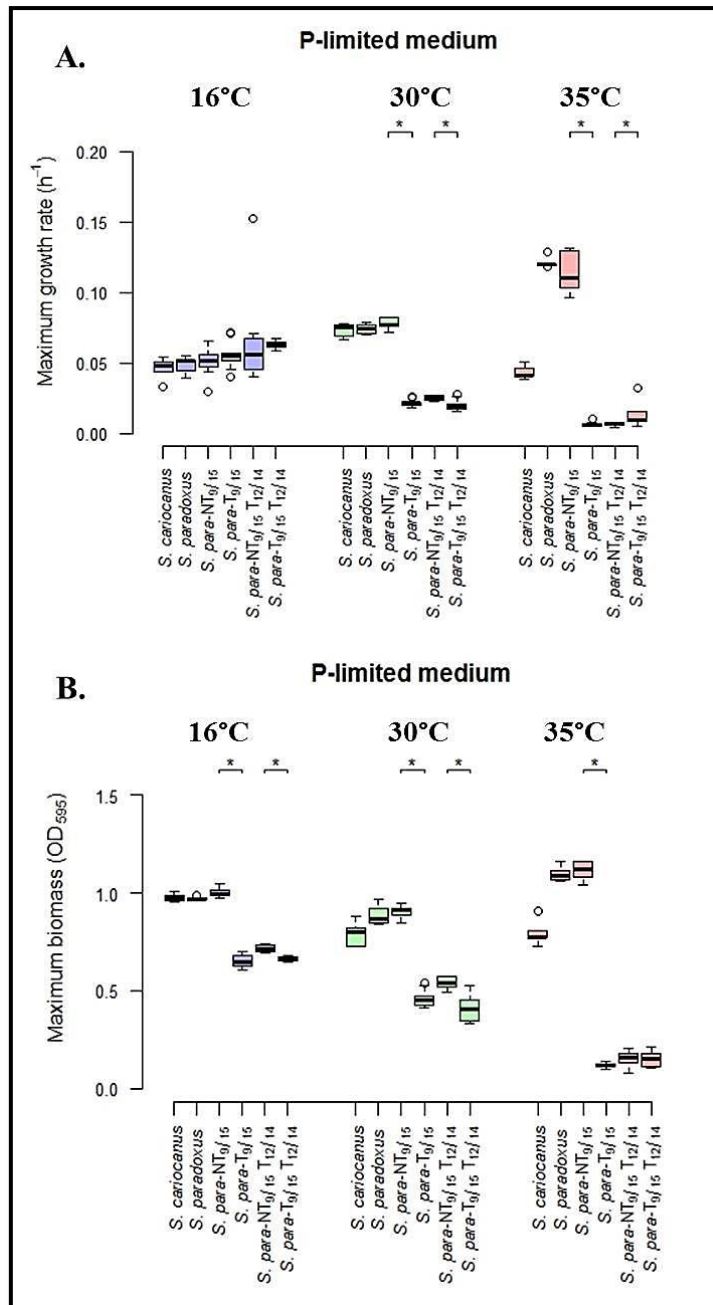 P-limited medium
A.
16°C 30°C 35°C
* * * *
Maximum growth rate (h⁻¹)
0.20
0.15
0.10
0.05
0.00
S. cariocanus
S. paradoxus
S. para-NT9/15
S. para-T9/15
S. para-NT9/15 T12/14
S. para-T9/15 T12/14
S. cariocanus
S. paradoxus
S. para-NT9/15
S. para-T9/15
S. para-NT9/15 T12/14
S. para-T9/15 T12/14
S. cariocanus
S. paradoxus
S. para-NT9/15
S. para-T9/15
S. para-NT9/15 T12/14
S. para-T9/15 T12/14
P-limited medium
B.
16°C 30°C 35°C
* * * * *
Maximum biomass (OD595)
1.5
1.0
0.5
0.0
S. cariocanus
S. paradoxus
S. para-NT9/15
S. para-T9/15
S. para-NT9/15 T12/14
S. para-T9/15 T12/14
S. cariocanus
S. paradoxus
S. para-NT9/15
S. para-T9/15
S. para-NT9/15 T12/14
S. para-T9/15 T12/14
S. cariocanus
S. paradoxus
S. para-NT9/15
S. para-T9/15
S. para-NT9/15 T12/14
S. para-T9/15 T12/14